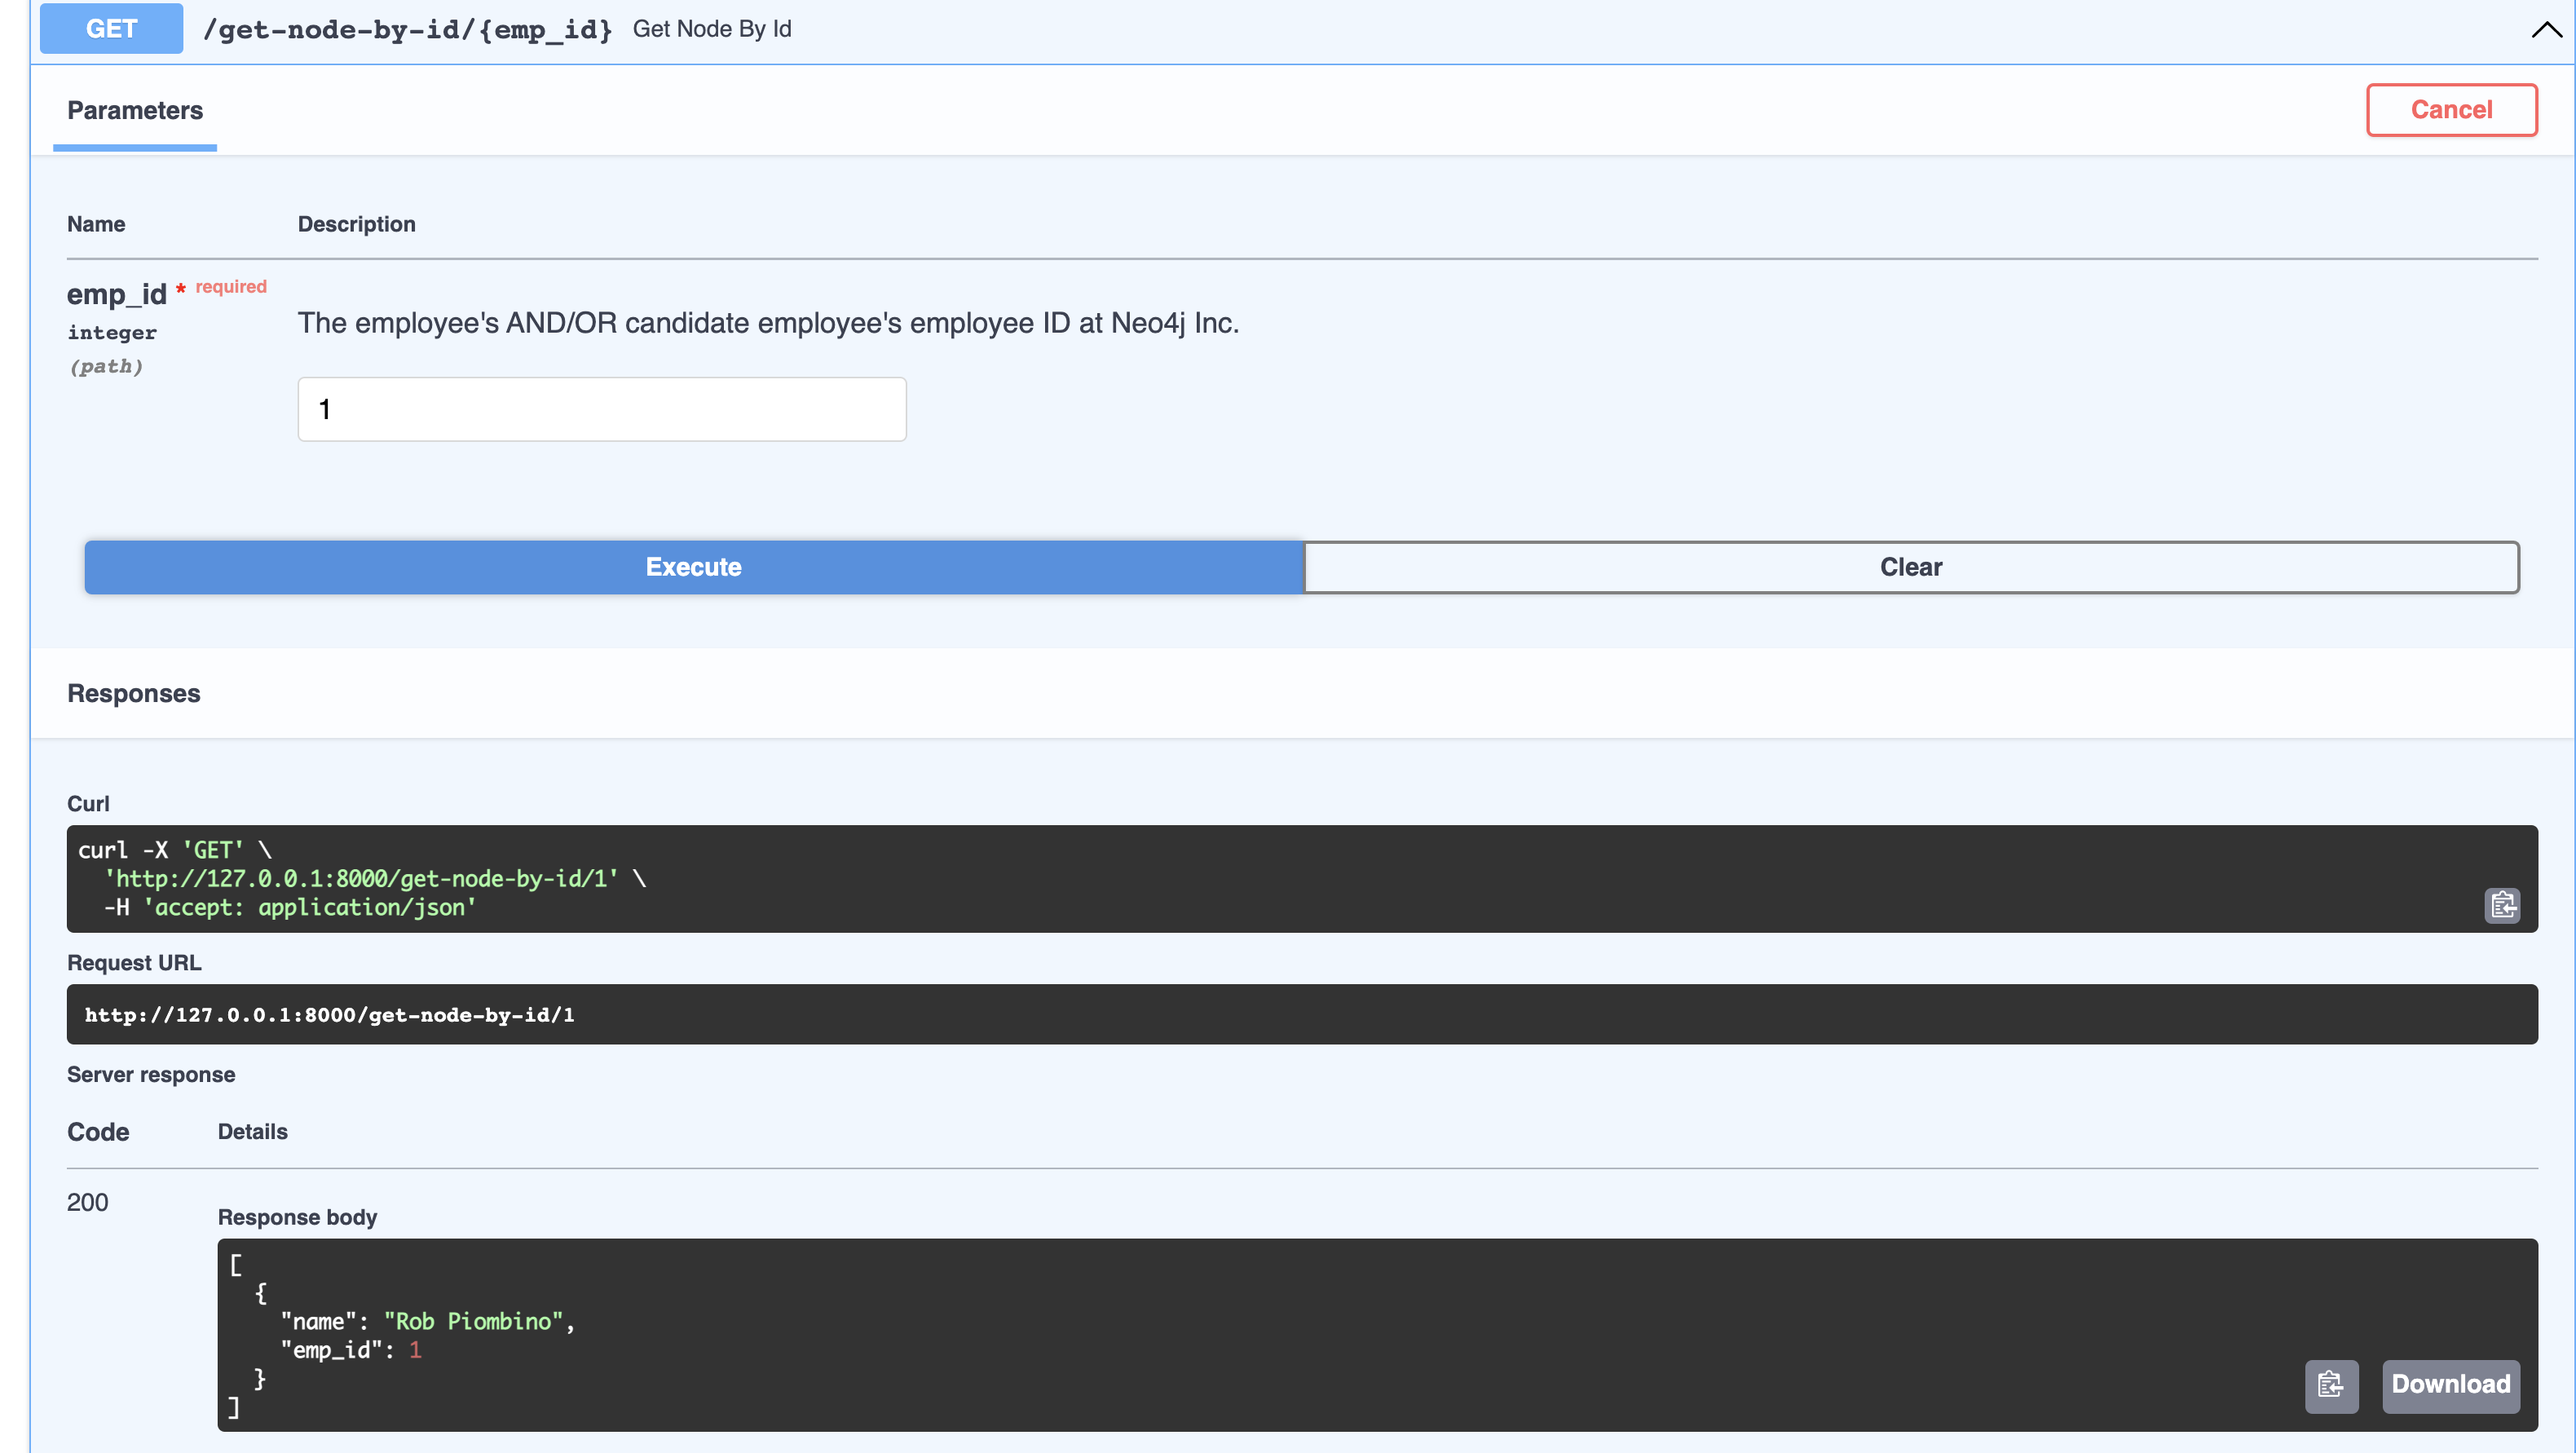 GET /get-node-by-id/{emp_id} Get Node By Id
Parameters
Cancel
Name Description
emp_id * required
integer
(path)
The employee's AND/OR candidate employee's employee ID at Neo4j Inc.
1
Execute Clear
Responses
Curl
curl -X 'GET' \
  'http://127.0.0.1:8000/get-node-by-id/1' \
  -H 'accept: application/json'
Request URL
http://127.0.0.1:8000/get-node-by-id/1
Server response
Code Details
200
Response body
[
  {
    "name": "Rob Piombino",
    "emp_id": 1
  }
]
Download